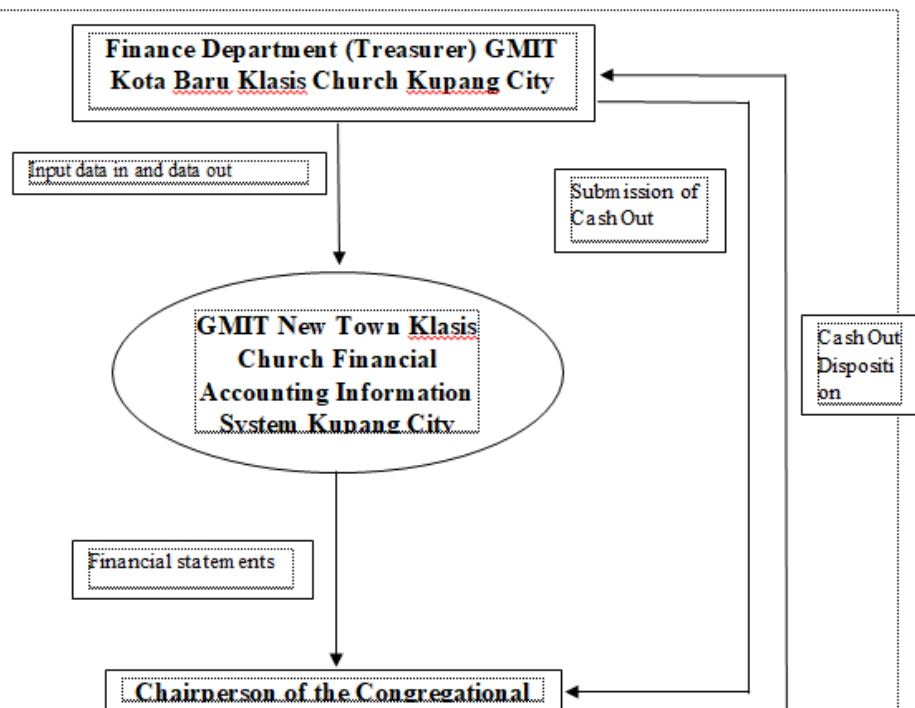 Finance Department (Treasurer) GMIT
Kota Baru Klasis Church Kupang City
Input data in and data out
Submission of
Cash Out
GMIT New Town Klasis
Church Financial
Accounting Information
System Kupang City
Cash Out
Dispositi
on
Financial statements
Chairperson of the Congregational